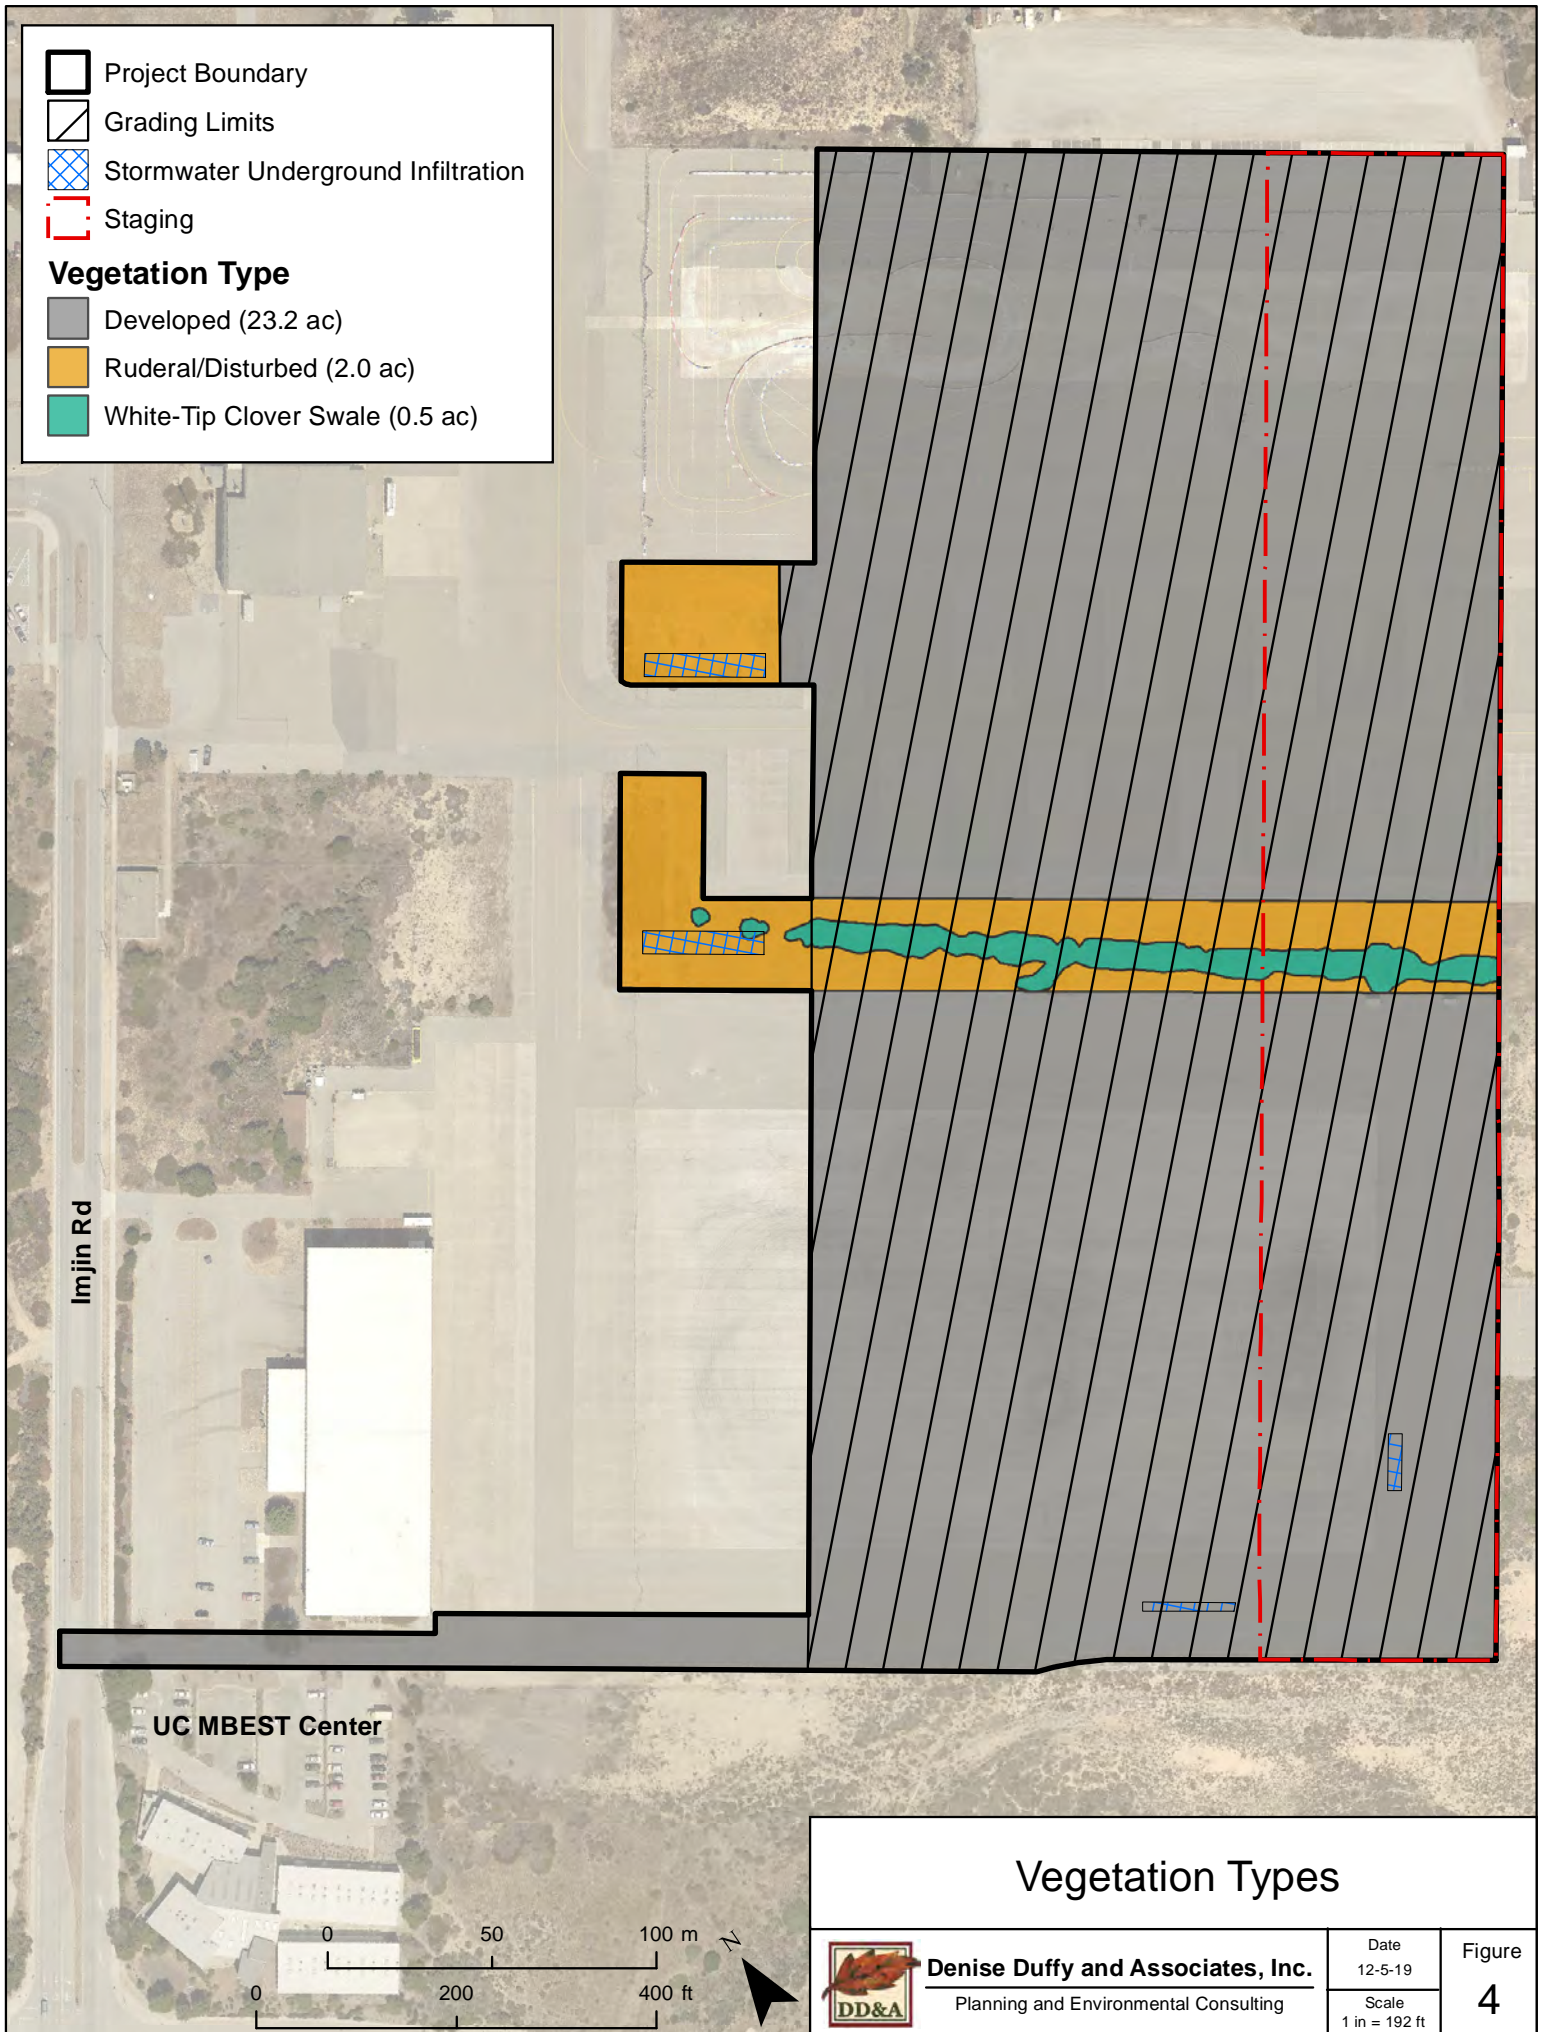 Project Boundary
Grading Limits
Stormwater Underground Infiltration
Staging
Vegetation Type
Developed (23.2 ac)
Ruderal/Disturbed (2.0 ac)
White-Tip Clover Swale (0.5 ac)
Imjin Rd
UC MBEST Center
0 50 100 m
0 200 400 ft
N
Vegetation Types
DD&A
Denise Duffy and Associates, Inc.
Planning and Environmental Consulting
Date
12-5-19
Scale
1 in = 192 ft
Figure
4